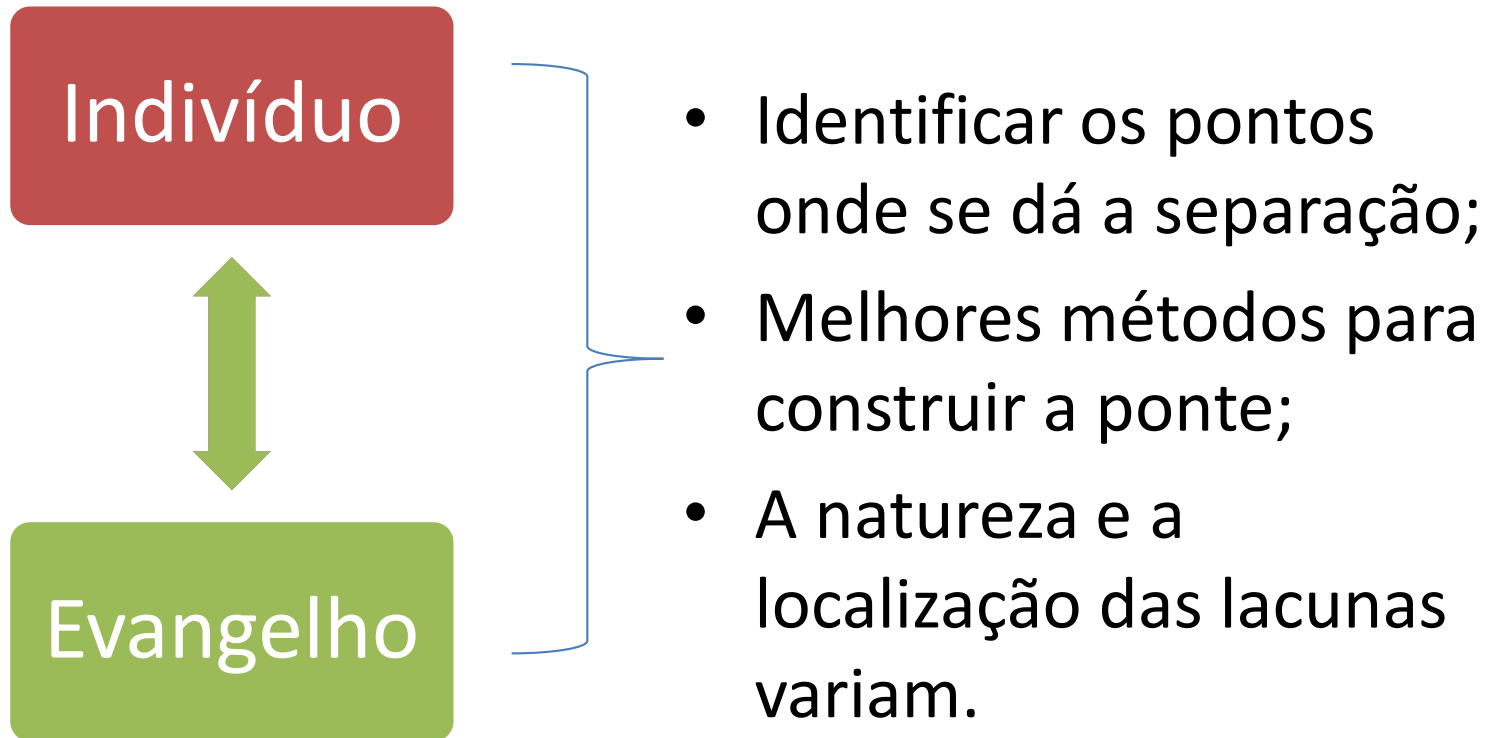 Indivíduo
Evangelho
• Identificar os pontos
onde se dá a separação;
• Melhores métodos para
construir a ponte;
• A natureza e a
localização das lacunas
variam.